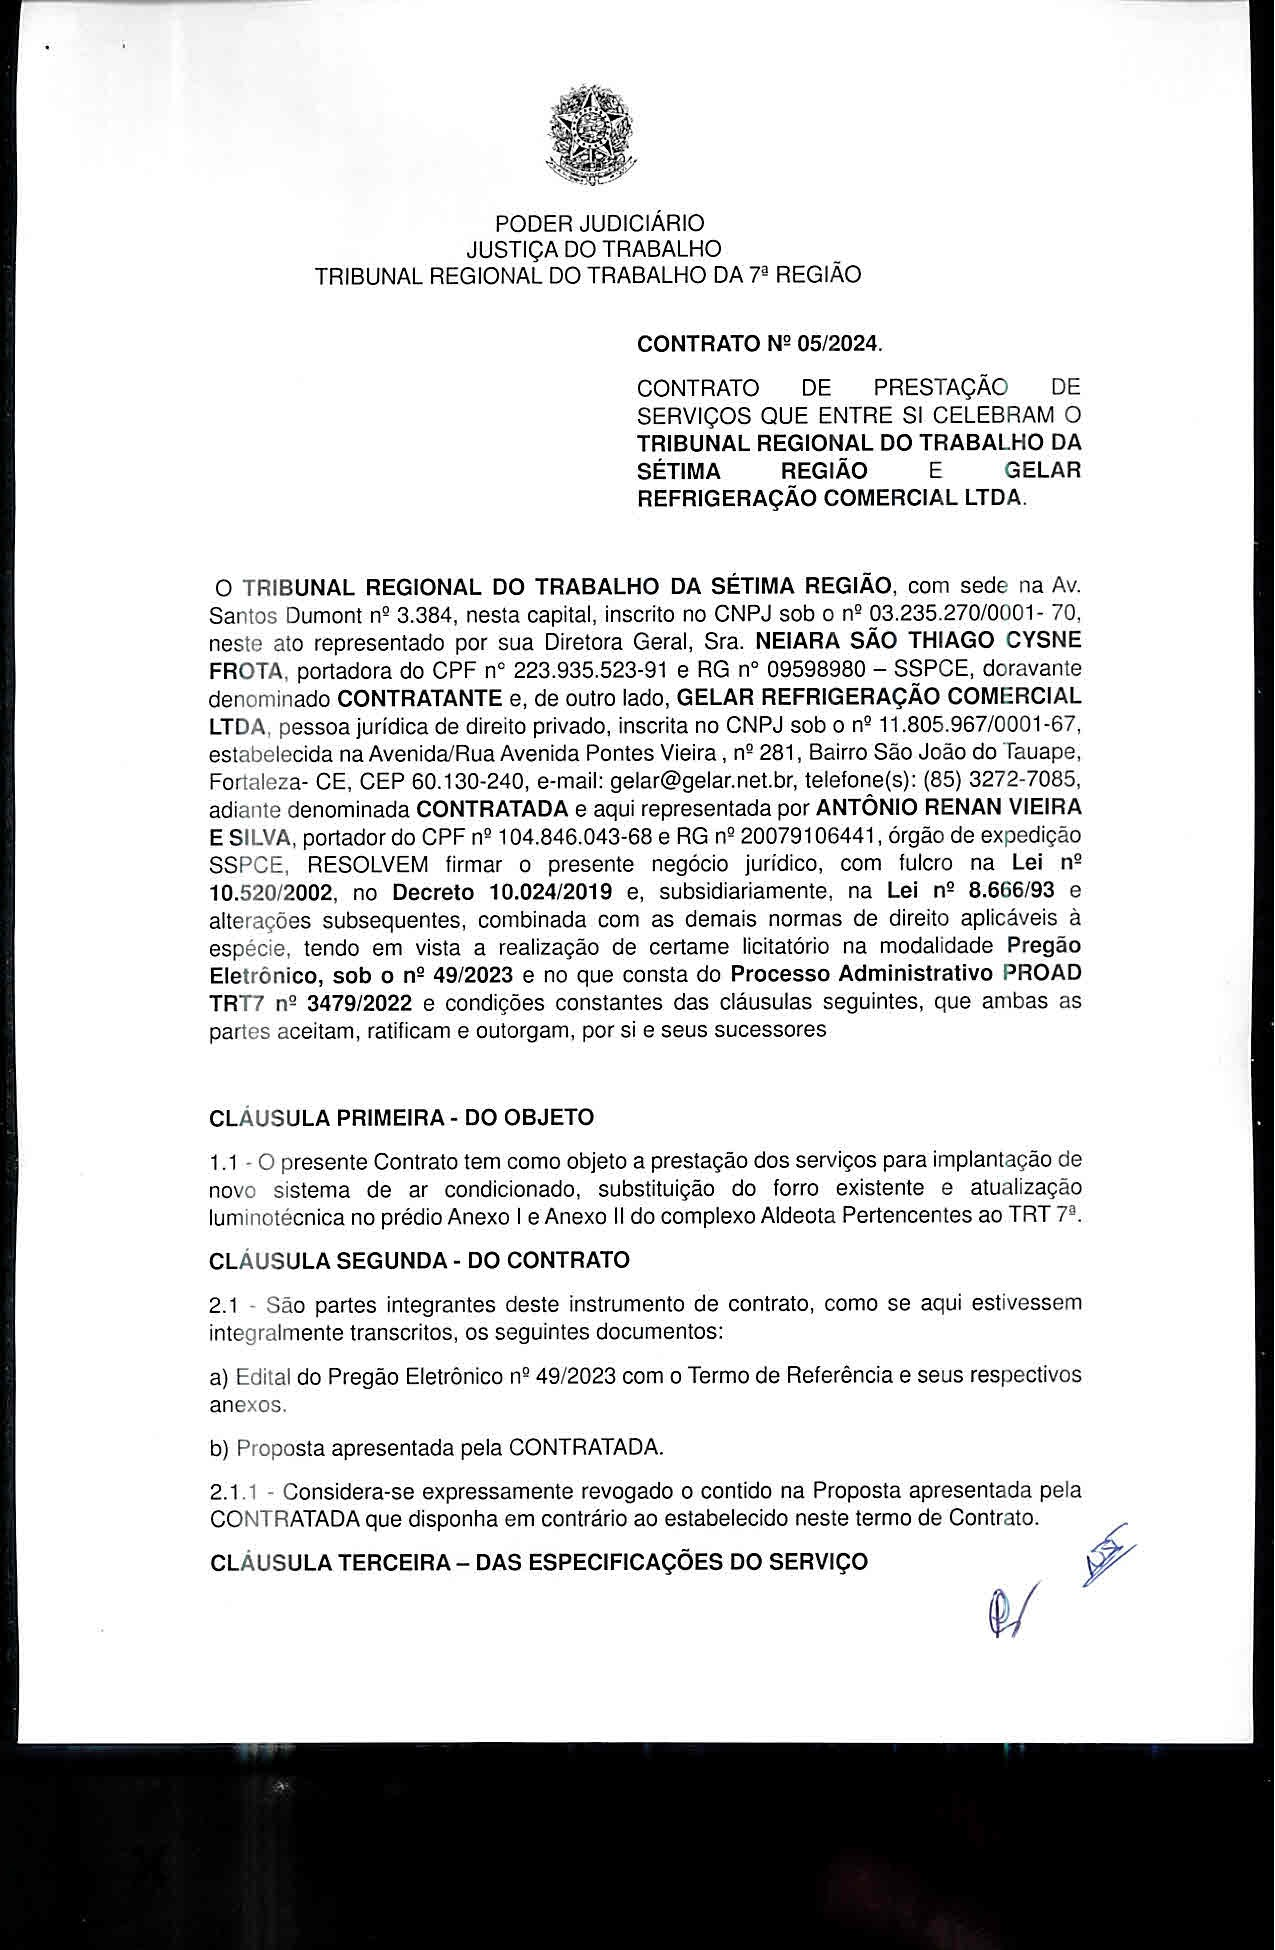 PODER JUDICIÁRIO
JUSTIÇA DO TRABALHO
TRIBUNAL REGIONAL DO TRABALHO DA 7ª REGIÃO
CONTRATO Nº 05/2024.
CONTRATO DE PRESTAÇÃO DE
SERVIÇOS QUE ENTRE SI CELEBRAM O
TRIBUNAL REGIONAL DO TRABALHO DA
SÉTIMA REGIÃO E GELAR
REFRIGERAÇÃO COMERCIAL LTDA.
O TRIBUNAL REGIONAL DO TRABALHO DA SÉTIMA REGIÃO, com sede na Av.
Santos Dumont nº 3.384, nesta capital, inscrito no CNPJ sob o nº 03.235.270/0001- 70,
neste ato representado por sua Diretora Geral, Sra. NEIARA SÃO THIAGO CYSNE
FROTA, portadora do CPF n° 223.935.523-91 e RG n° 09598980 – SSPCE, doravante
denominado CONTRATANTE e, de outro lado, GELAR REFRIGERAÇÃO COMERCIAL
LTDA, pessoa jurídica de direito privado, inscrita no CNPJ sob o nº 11.805.967/0001-67,
estabelecida na Avenida/Rua Avenida Pontes Vieira , nº 281, Bairro São João do Tauape,
Fortaleza- CE, CEP 60.130-240, e-mail: gelar@gelar.net.br, telefone(s): (85) 3272-7085,
adiante denominada CONTRATADA e aqui representada por ANTÔNIO RENAN VIEIRA
E SILVA, portador do CPF nº 104.846.043-68 e RG nº 20079106441, órgão de expedição
SSPCE, RESOLVEM firmar o presente negócio jurídico, com fulcro na Lei nº
10.520/2002, no Decreto 10.024/2019 e, subsidiariamente, na Lei nº 8.666/93 e
alterações subsequentes, combinada com as demais normas de direito aplicáveis à
espécie, tendo em vista a realização de certame licitatório na modalidade Pregão
Eletrônico, sob o nº 49/2023 e no que consta do Processo Administrativo PROAD
TRT7 nº 3479/2022 e condições constantes das cláusulas seguintes, que ambas as
partes aceitam, ratificam e outorgam, por si e seus sucessores
CLÁUSULA PRIMEIRA - DO OBJETO
1.1 - O presente Contrato tem como objeto a prestação dos serviços para implantação de
novo sistema de ar condicionado, substituição do forro existente e atualização
luminotécnica no prédio Anexo I e Anexo II do complexo Aldeota Pertencentes ao TRT 7ª.
CLÁUSULA SEGUNDA - DO CONTRATO
2.1 - São partes integrantes deste instrumento de contrato, como se aqui estivessem
integralmente transcritos, os seguintes documentos:
a) Edital do Pregão Eletrônico nº 49/2023 com o Termo de Referência e seus respectivos
anexos.
b) Proposta apresentada pela CONTRATADA.
2.1.1 - Considera-se expressamente revogado o contido na Proposta apresentada pela
CONTRATADA que disponha em contrário ao estabelecido neste termo de Contrato.
CLÁUSULA TERCEIRA – DAS ESPECIFICAÇÕES DO SERVIÇO